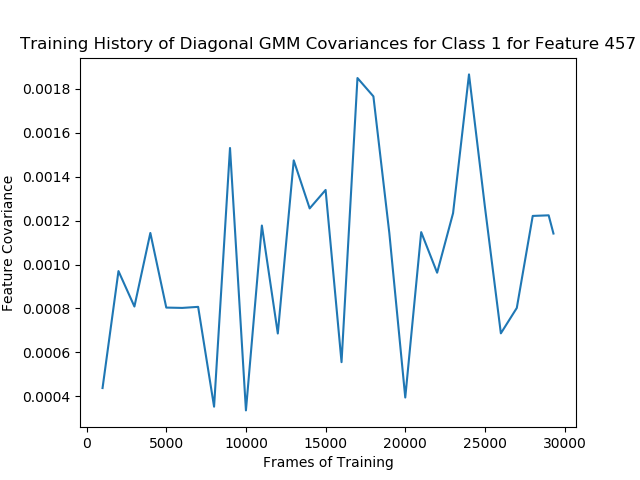 Training History of Diagonal GMM Covariances for Class 1 for Feature 457
Feature Covariance
0.0018
0.0016
0.0014
0.0012
0.0010
0.0008
0.0006
0.0004
0 5000 10000 15000 20000 25000 30000
Frames of Training